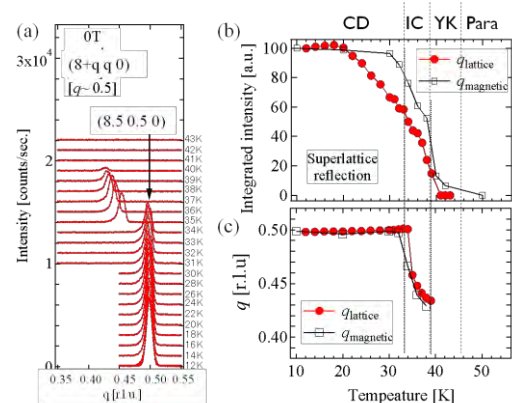 (a)
0T
(8+q q 0)
[q~ 0.5]
(8.5 0.5 0)
Intensity [counts/sec.]
3x10⁴
2
1
0
43K
42K
41K
40K
39K
38K
37K
36K
35K
34K
33K
32K
31K
30K
28K
26K
24K
22K
20K
18K
16K
14K
12K
0.35 0.40 0.45 0.50 0.55
q [r.l.u.]
CD IC YK Para
(b)
Integrated intensity [a.u.]
100
80
60
40
20
0
q lattice
q magnetic
Superlattice
reflection
(c)
q [r.l.u]
0.50
0.45
0.40
q lattice
q magnetic
10 20 30 40 50
Tempeature [K]